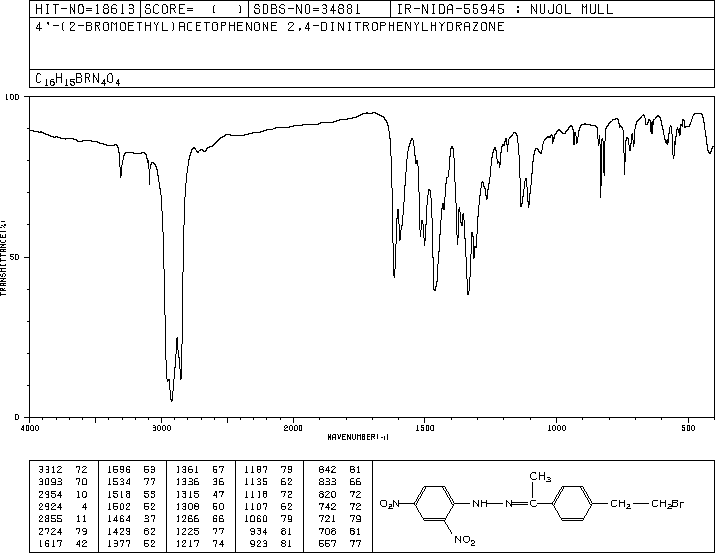 HIT-NO=18613 SCORE= ( ) SDBS-NO=34881 IR-NIDA-55945 : NUJOL MULL
4'-(2-BROMOETHYL)ACETOPHENONE 2,4-DINITROPHENYLHYDRAZONE
C16H15BRN4O4
100
50
0
TRANSMITTANCE(%)
4000 3000 2000 1500 1000 500
WAVENUMBER(-1)
3312 72 1596 53 1361 57 1187 79 842 81
3093 70 1534 77 1336 36 1135 62 833 66
2954 10 1518 55 1315 47 1118 72 820 72
2924 4 1502 52 1308 50 1107 62 742 72
2855 11 1464 37 1266 66 1060 79 721 79
2724 79 1429 62 1225 77 934 81 706 81
1617 42 1377 52 1217 74 923 81 557 77
CH3
O2N NH N C CH2 CH2Br
NO2